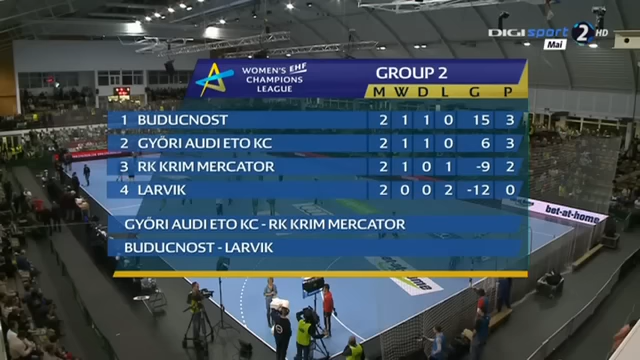 DIGI sport 2 HD
Mai
WOMEN'S EHF
CHAMPIONS
LEAGUE
GROUP 2
M W D L G P
1 BUDUCNOST 2 1 1 0 15 3
2 GYÖRI AUDI ETO KC 2 1 1 0 6 3
3 RK KRIM MERCATOR 2 1 0 1 -9 2
4 LARVIK 2 0 0 2 -12 0
GYÖRI AUDI ETO KC - RK KRIM MERCATOR
BUDUCNOST - LARVIK
bet-at-home